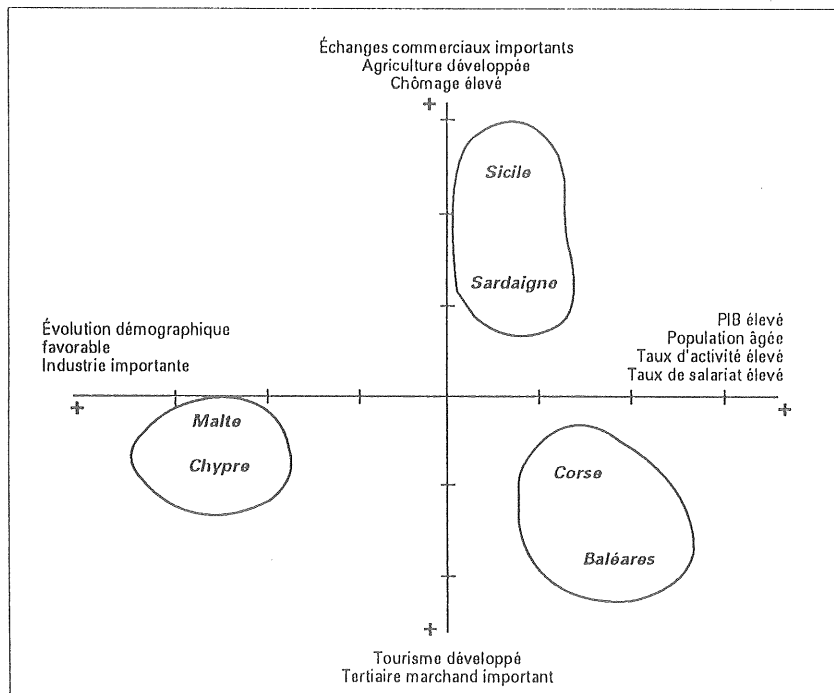 Échanges commerciaux importants
Agriculture développée
Chômage élevé
+
Sicile
Sardaigne
Évolution démographique
favorable
Industrie importante
PIB élevé
Population âgée
Taux d'activité élevé
Taux de salariat élevé
+
+
Malte
Chypre
Corse
Baléares
+
Tourisme développé
Tertiaire marchand important